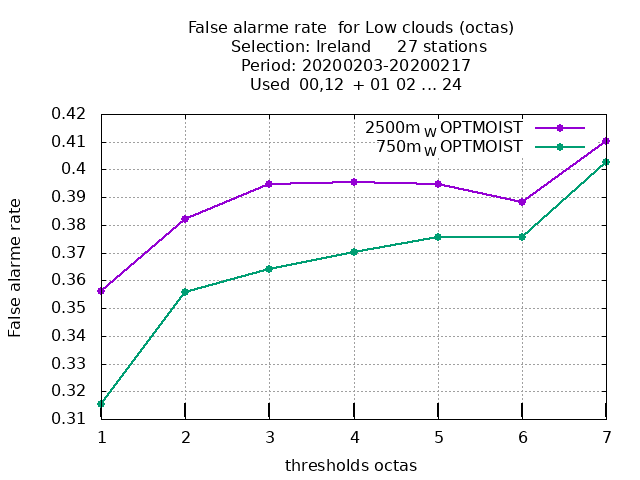 False alarme rate  for Low clouds (octas)
Selection: Ireland     27 stations
Period: 20200203-20200217
Used  00,12  + 01 02 ... 24
0.42
0.41
0.4
0.39
0.38
0.37
0.36
0.35
0.34
0.33
0.32
0.31
False alarme rate
2500m W OPTMOIST
750m W OPTMOIST
1 2 3 4 5 6 7
thresholds octas